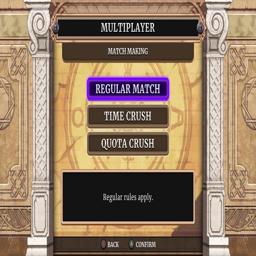 MULTIPLAYER
MATCH MAKING
REGULAR MATCH
TIME CRUSH
QUOTA CRUSH
Regular rules apply.
BACK CONFIRM